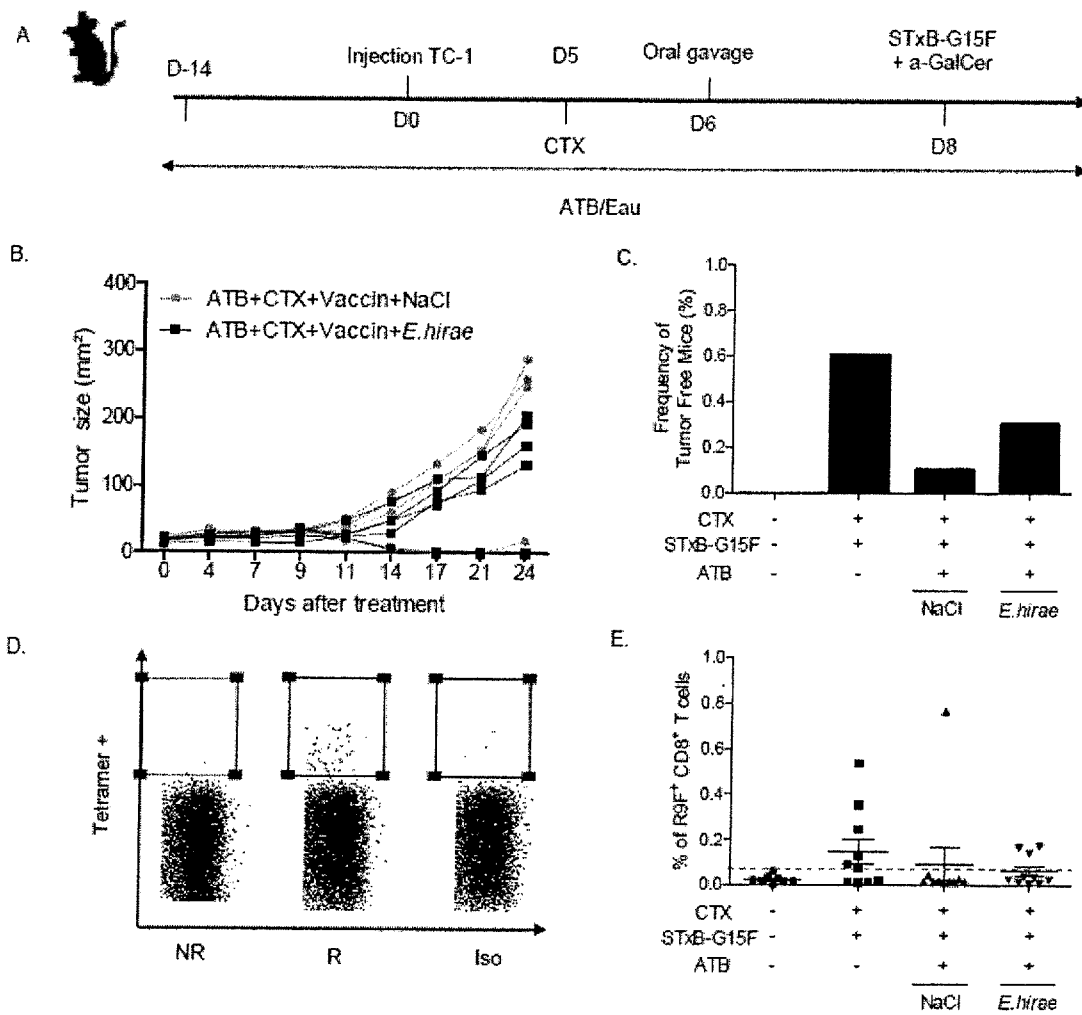 A
D-14
Injection TC-1
D5
Oral gavage
STxB-G15F
+ a-GalCer
D0
CTX
D6
D8
ATB/Eau
B.
Tumor size (mm²)
400
300
200
100
0
ATB+CTX+Vaccin+NaCl
ATB+CTX+Vaccin+E.hirae
0 4 7 9 11 14 17 21 24
Days after treatment
C.
Frequency of
Tumor Free Mice (%)
1.0
0.8
0.6
0.4
0.2
0.0
CTX - + + +
STxB-G15F - + + +
ATB - - + +
NaCl E.hirae
D.
Tetramer +
NR R Iso
E.
% of R9F⁺ CD8⁺ T cells
1.0
0.8
0.6
0.4
0.2
0.0
CTX - + + +
STxB-G15F - + + +
ATB - - + +
NaCl E.hirae